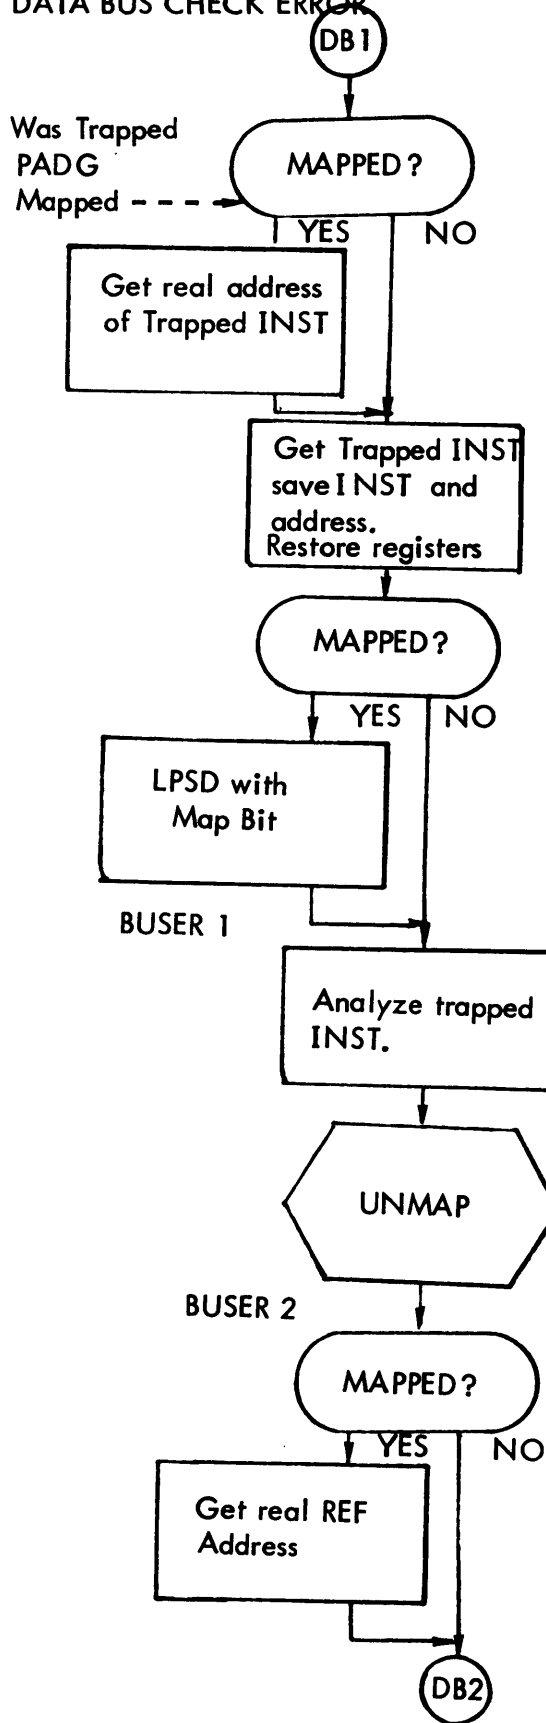 DATA BUS CHECK ERROR
DB1
Was Trapped
PADG
Mapped
MAPPED?
YES
NO
Get real address
of Trapped INST
Get Trapped INST
save INST and
address.
Restore registers
MAPPED?
YES
NO
LPSD with
Map Bit
BUSER 1
Analyze trapped
INST.
UNMAP
BUSER 2
MAPPED?
YES
NO
Get real REF
Address
DB2